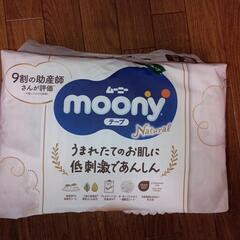 9割の助産師
さんが評価
ムーニー
moony
テープ
Natural
うまれたてのお肌に
低刺激であんしん